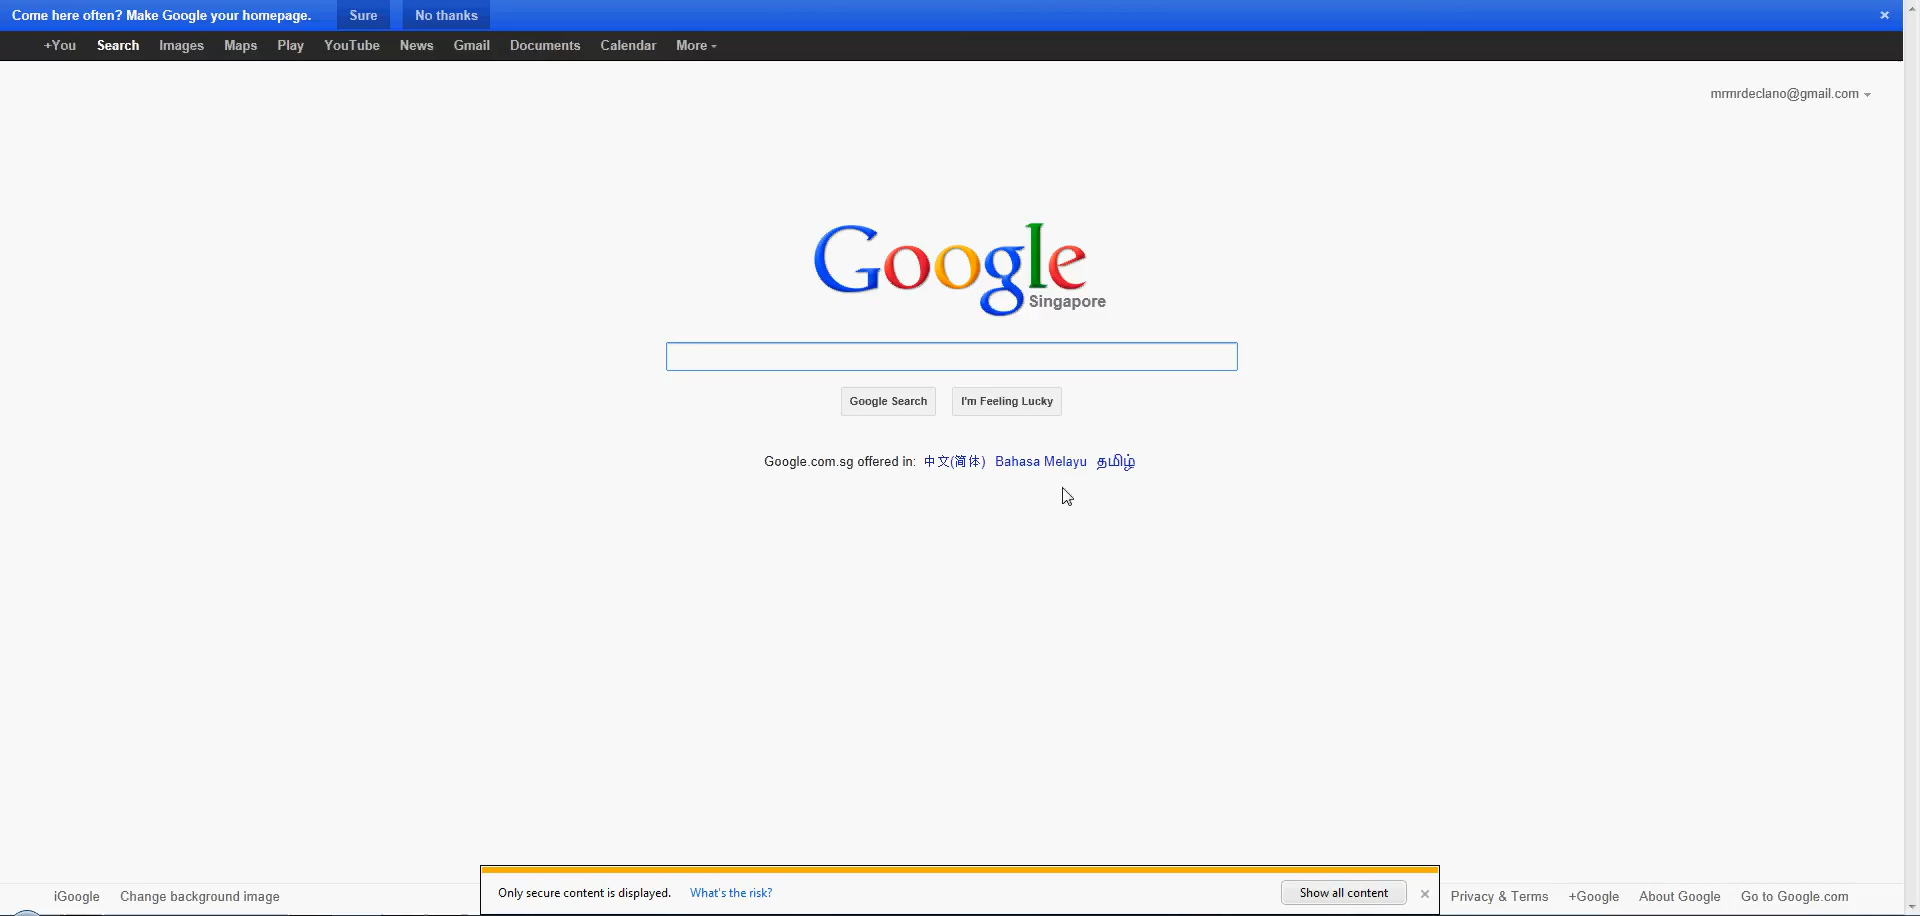 Come here often? Make Google your homepage. Sure No thanks ×
+You Search Images Maps Play YouTube News Gmail Documents Calendar More
mrmrdeclano@gmail.com
Google
Singapore
Google Search I'm Feeling Lucky
Google.com.sg offered in: 中文(简体) Bahasa Melayu தமிழ்
Only secure content is displayed. What's the risk? Show all content ×
iGoogle Change background image Privacy & Terms +Google About Google Go to Google.com